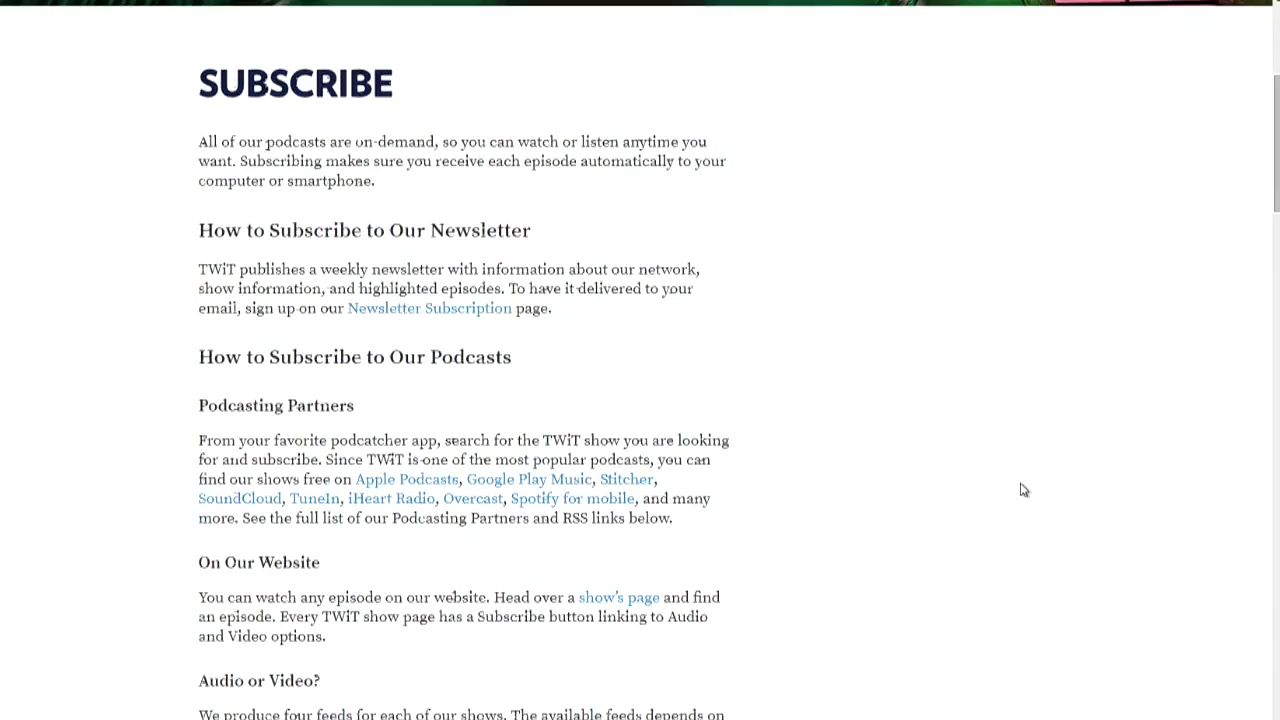 SUBSCRIBE
All of our podcasts are on-demand, so you can watch or listen anytime you
want. Subscribing makes sure you receive each episode automatically to your
computer or smartphone.
How to Subscribe to Our Newsletter
TWiT publishes a weekly newsletter with information about our network,
show information, and highlighted episodes. To have it delivered to your
email, sign up on our Newsletter Subscription page.
How to Subscribe to Our Podcasts
Podcasting Partners
From your favorite podcatcher app, search for the TWiT show you are looking
for and subscribe. Since TWiT is one of the most popular podcasts, you can
find our shows free on Apple Podcasts, Google Play Music, Stitcher,
SoundCloud, TuneIn, iHeart Radio, Overcast, Spotify for mobile, and many
more. See the full list of our Podcasting Partners and RSS links below.
On Our Website
You can watch any episode on our website. Head over a show's page and find
an episode. Every TWiT show page has a Subscribe button linking to Audio
and Video options.
Audio or Video?
We produce four feeds for each of our shows. The available feeds depends on